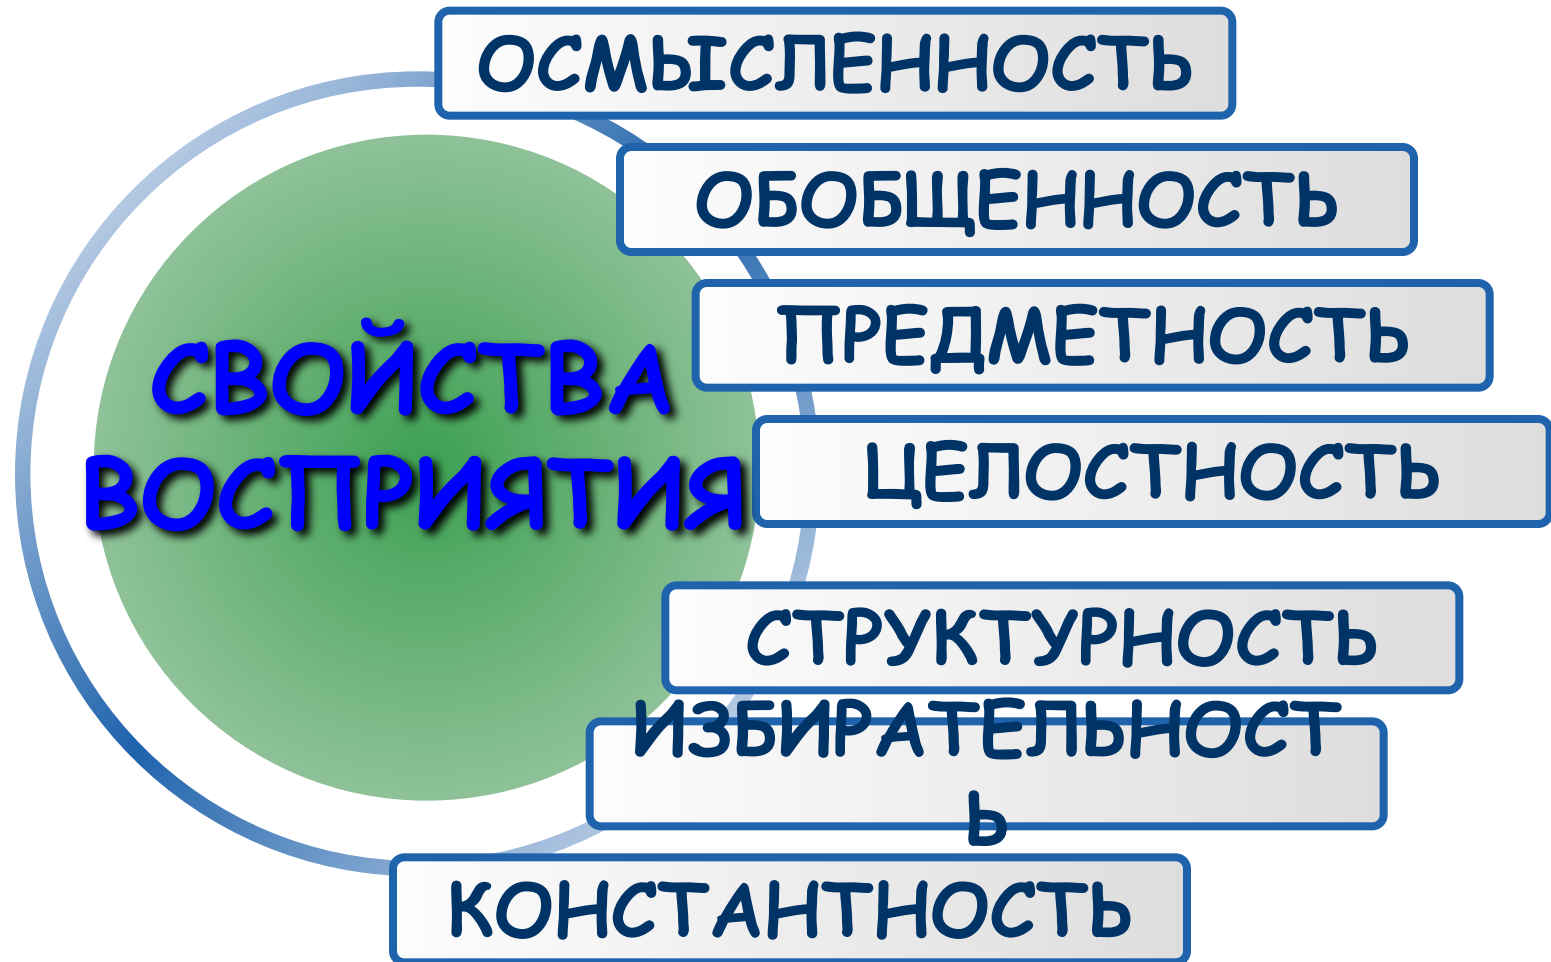 ОСМЫСЛЕННОСТЬ
ОБОБЩЕННОСТЬ
ПРЕДМЕТНОСТЬ
СВОЙСТВА
ВОСПРИЯТИЯ
ЦЕЛОСТНОСТЬ
СТРУКТУРНОСТЬ
ИЗБИРАТЕЛЬНОСТ
Ь
КОНСТАНТНОСТЬ